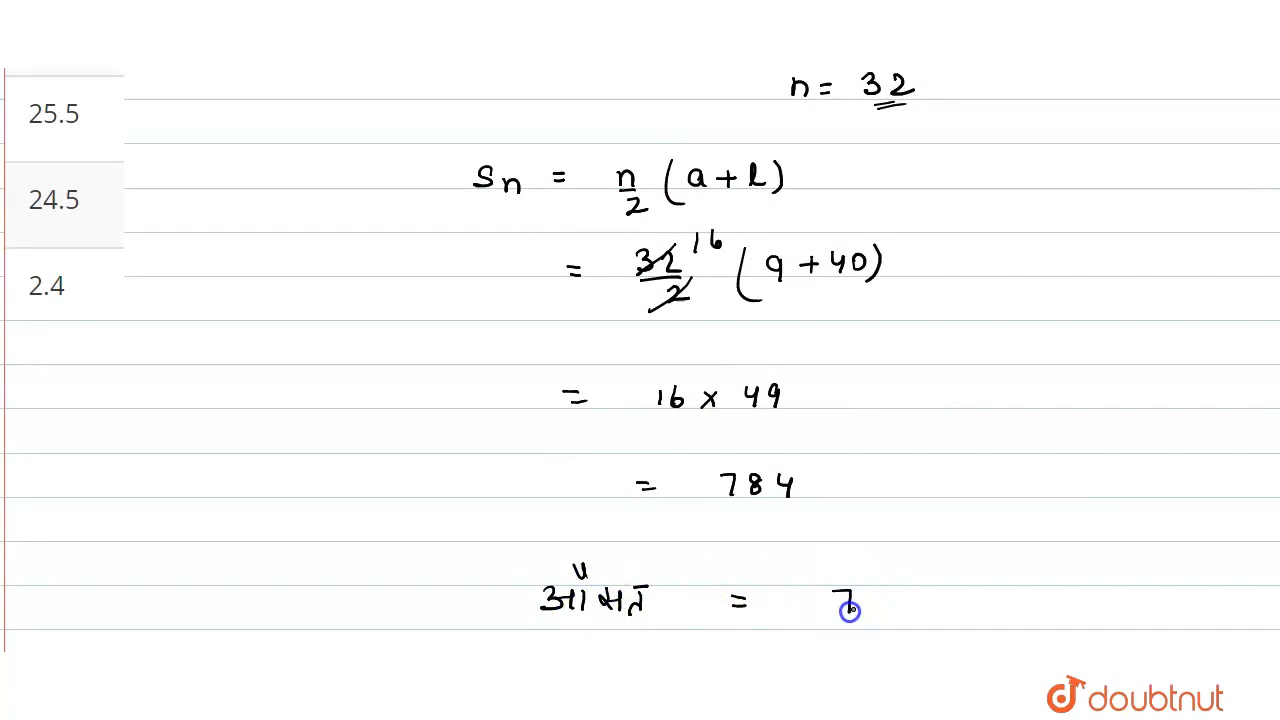 n = 32
25.5
Sn = n/2 (a + l)
24.5
= 32/2 16 (9 + 40)
2.4
= 16 × 49
= 784
औसत = 7
doubtnut